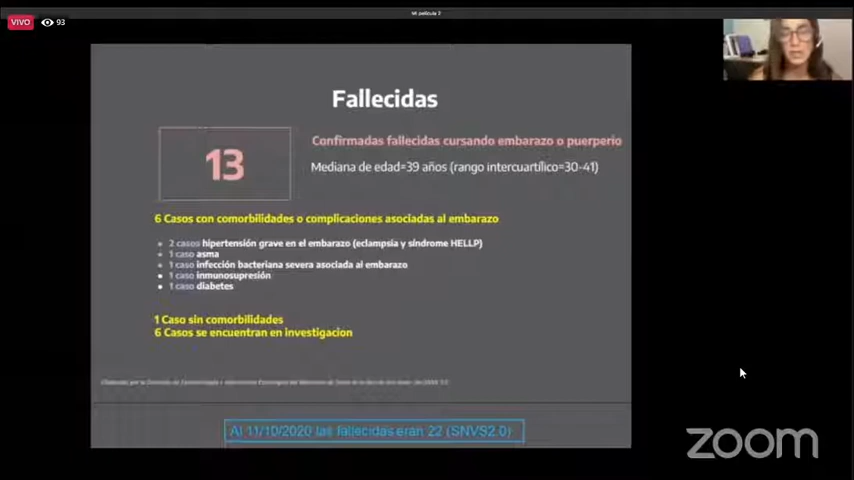 Mi película 2
VIVO 93
Fallecidas
13
Confirmadas fallecidas cursando embarazo o puerperio
Mediana de edad=39 años (rango intercuartílico=30-41)
6 Casos con comorbilidades o complicaciones asociadas al embarazo
2 casos hipertensión grave en el embarazo (eclampsia y síndrome HELLP)
1 caso asma
1 caso infección bacteriana severa asociada al embarazo
1 caso inmunosupresión
1 caso diabetes
1 Caso sin comorbilidades
6 Casos se encuentran en investigacion
Al 11/10/2020 las fallecidas eran 22 (SNVS2.0)
zoom